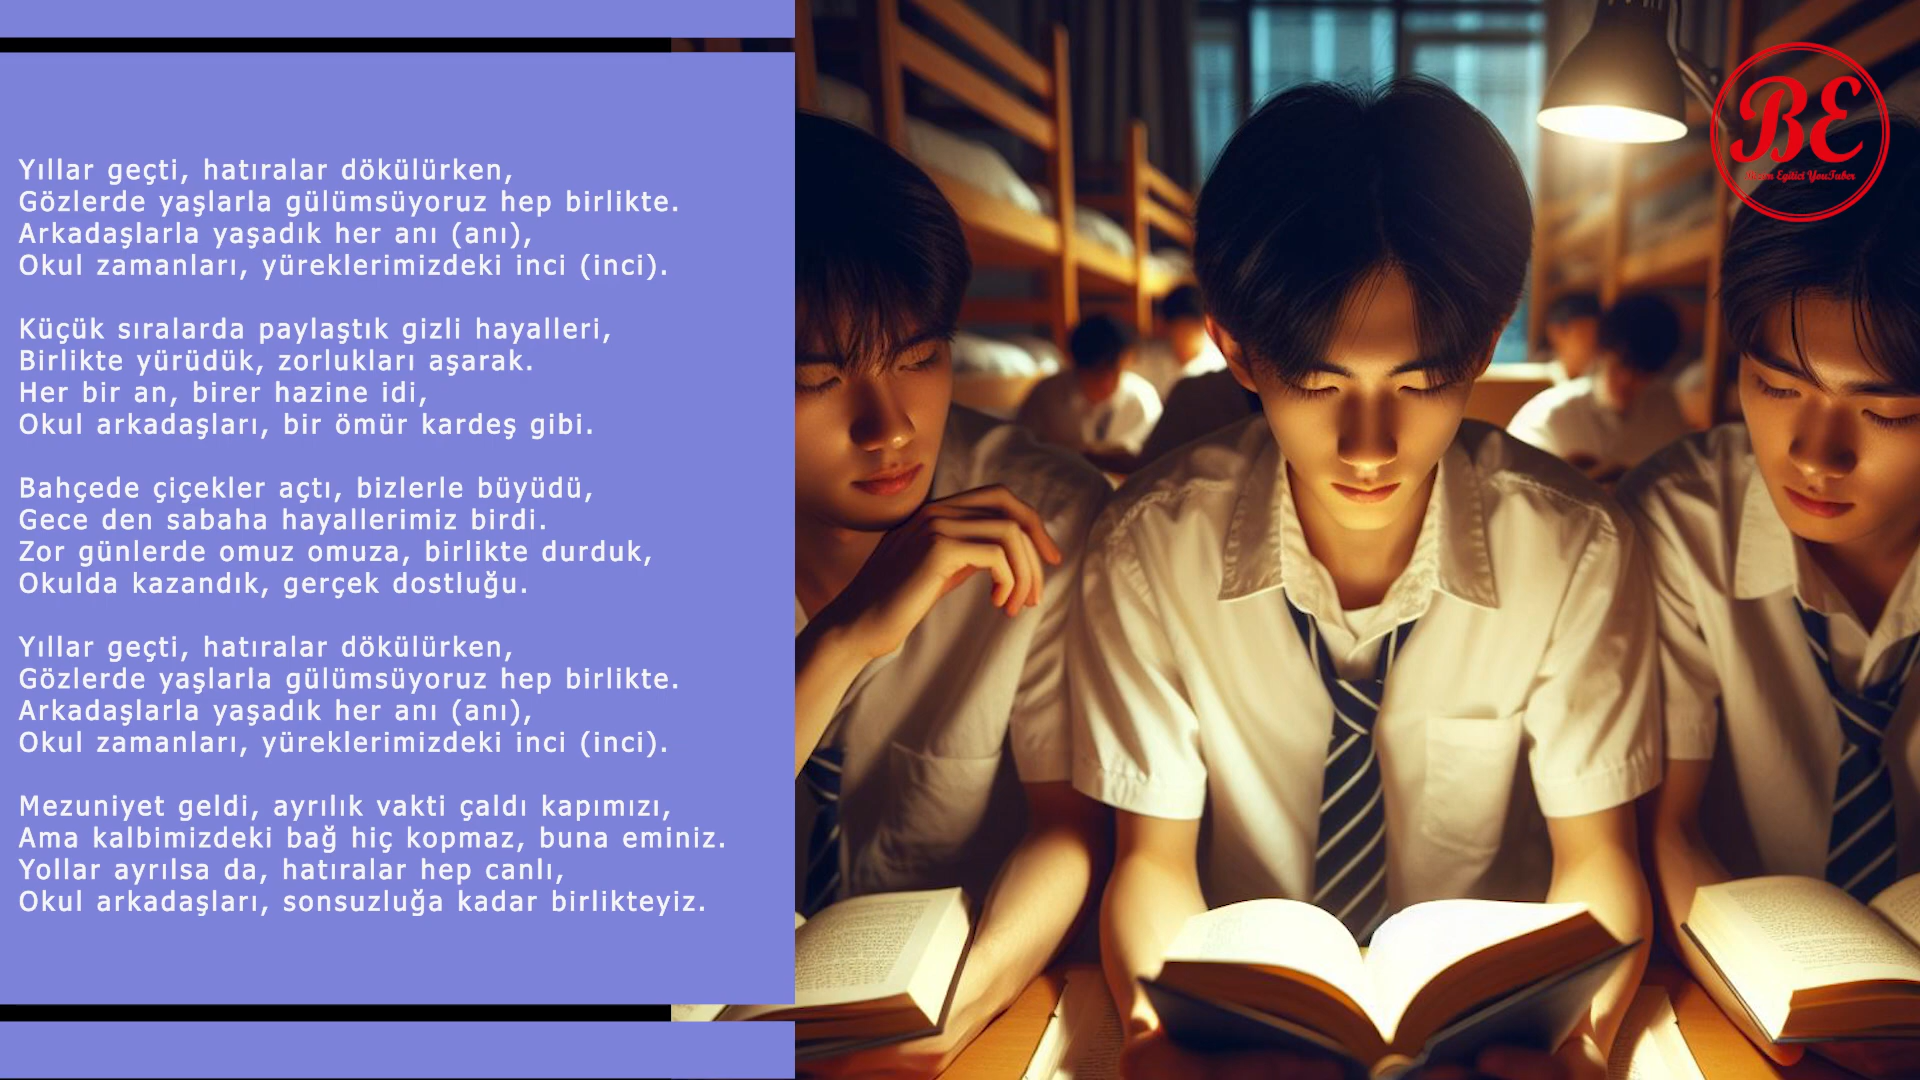 Yıllar geçti, hatıralar dökülürken,
Gözlerde yaşlarla gülümsüyoruz hep birlikte.
Arkadaşlarla yaşadık her anı (anı),
Okul zamanları, yüreklerimizdeki inci (inci).
Küçük sıralarda paylaştık gizli hayalleri,
Birlikte yürüdük, zorlukları aşarak.
Her bir an, birer hazine idi,
Okul arkadaşları, bir ömür kardeş gibi.
Bahçede çiçekler açtı, bizlerle büyüdü,
Gece den sabaha hayallerimiz birdi.
Zor günlerde omuz omuza, birlikte durduk,
Okulda kazandık, gerçek dostluğu.
Yıllar geçti, hatıralar dökülürken,
Gözlerde yaşlarla gülümsüyoruz hep birlikte.
Arkadaşlarla yaşadık her anı (anı),
Okul zamanları, yüreklerimizdeki inci (inci).
Mezuniyet geldi, ayrılık vakti çaldı kapımızı,
Ama kalbimizdeki bağ hiç kopmaz, buna eminiz.
Yollar ayrılsa da, hatıralar hep canlı,
Okul arkadaşları, sonsuzluğa kadar birlikteyiz.
BE
Eğitici YouTuber